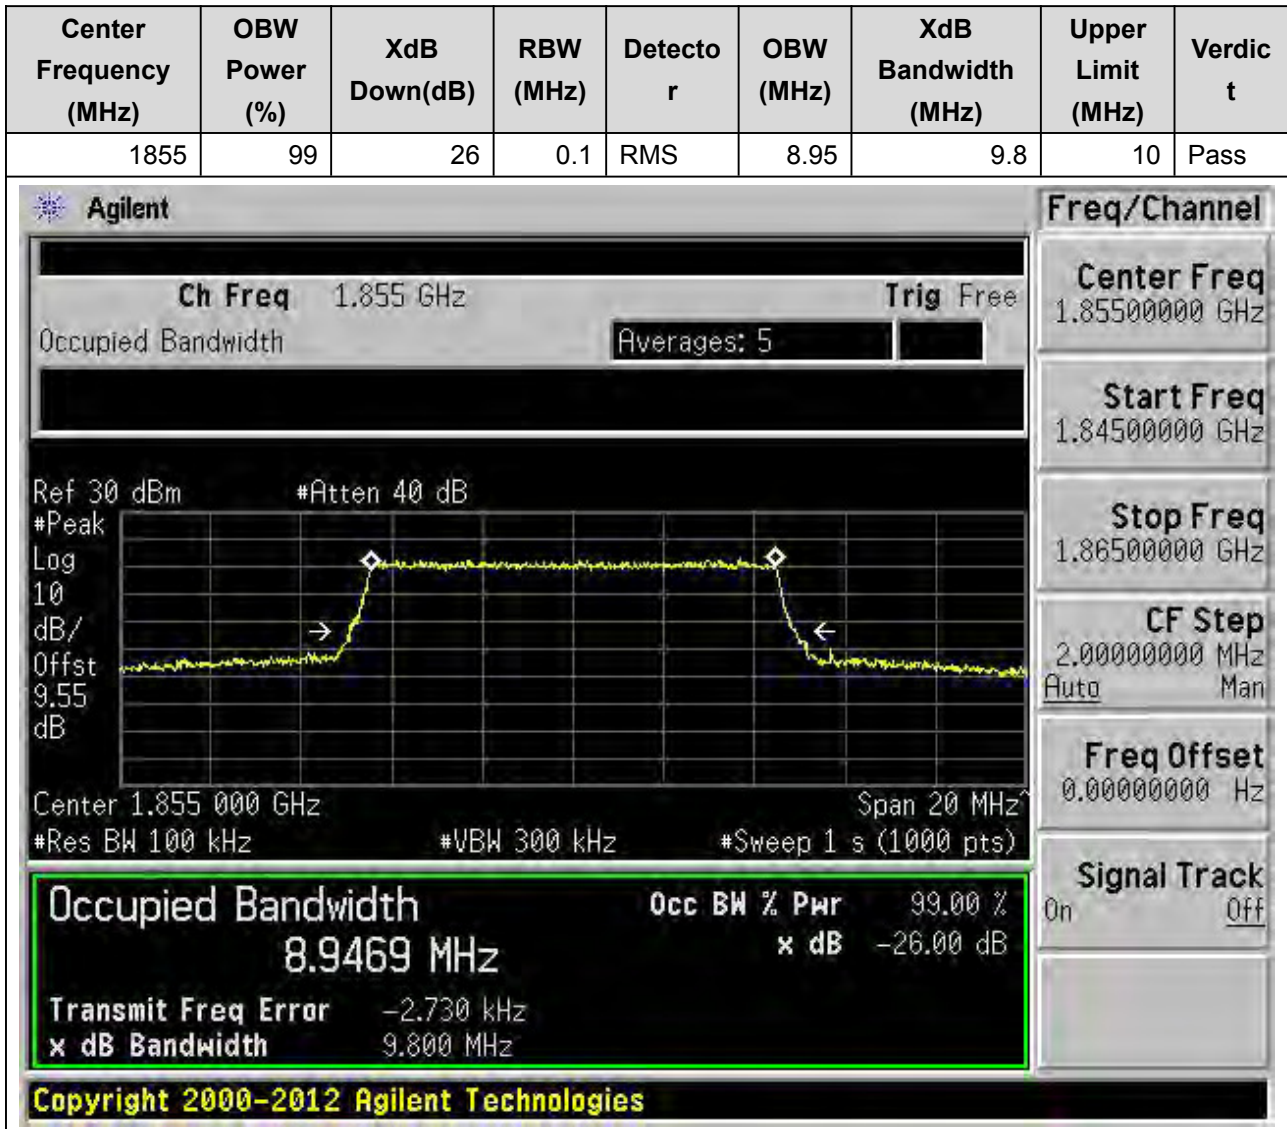 Center Frequency (MHz) OBW Power (%) XdB Down(dB) RBW (MHz) Detecto r OBW (MHz) XdB Bandwidth (MHz) Upper Limit (MHz) Verdic t
1855 99 26 0.1 RMS 8.95 9.8 10 Pass
Agilent
Freq/Channel
Ch Freq 1.855 GHz Trig Free
Occupied Bandwidth Averages: 5
Center Freq
1.85500000 GHz
Start Freq
1.84500000 GHz
Stop Freq
1.86500000 GHz
CF Step
2.00000000 MHz
Auto Man
Freq Offset
0.00000000 Hz
Signal Track
On Off
Ref 30 dBm #Atten 40 dB
#Peak
Log
10
dB/
Offst
9.55
dB
Center 1.855 000 GHz Span 20 MHz^
#Res BW 100 kHz #VBW 300 kHz #Sweep 1 s (1000 pts)
Occupied Bandwidth Occ BW % Pwr 99.00 %
8.9469 MHz x dB -26.00 dB
Transmit Freq Error -2.730 kHz
x dB Bandwidth 9.800 MHz
Copyright 2000-2012 Agilent Technologies